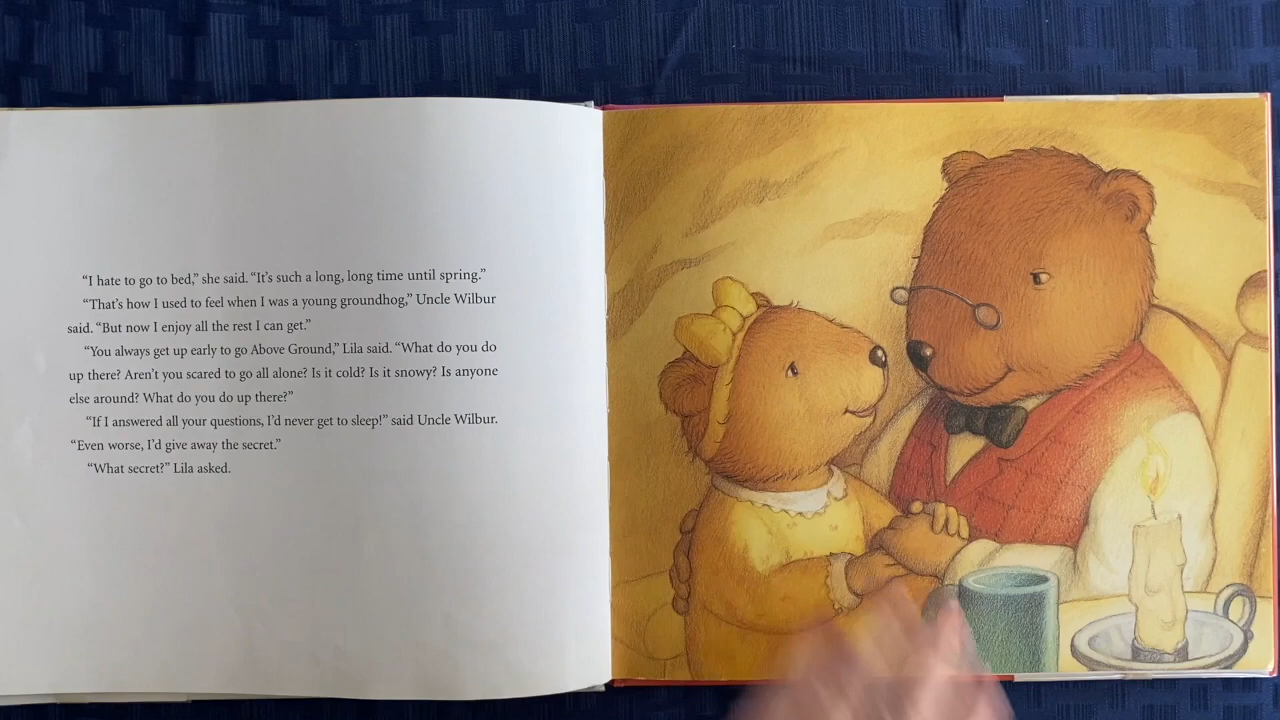 “I hate to go to bed,” she said. “It’s such a long, long time until spring.”
“That’s how I used to feel when I was a young groundhog,” Uncle Wilbur
said. “But now I enjoy all the rest I can get.”
“You always get up early to go Above Ground,” Lila said. “What do you do
up there? Aren’t you scared to go all alone? Is it cold? Is it snowy? Is anyone
else around? What do you do up there?”
“If I answered all your questions, I’d never get to sleep!” said Uncle Wilbur.
“Even worse, I’d give away the secret.”
“What secret?” Lila asked.